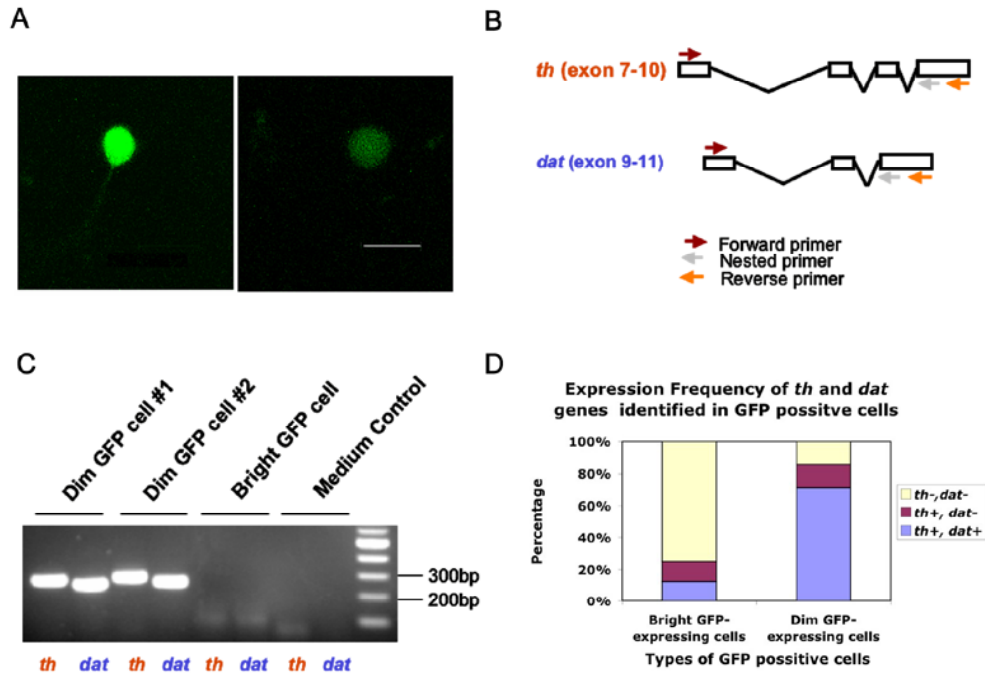 A
B
th (exon 7-10)
dat (exon 9-11)
Forward primer
Nested primer
Reverse primer
C
Dim GFP cell #1
Dim GFP cell #2
Bright GFP cell
Medium Control
300bp
200bp
th dat th dat th dat th dat
D
Expression Frequency of th and dat
genes identified in GFP possitve cells
100%
80%
60%
40%
20%
0%
Percentage
th-,dat-
th+, dat-
th+, dat+
Bright GFP-
expressing cells
Dim GFP-
expressing cells
Types of GFP possitive cells